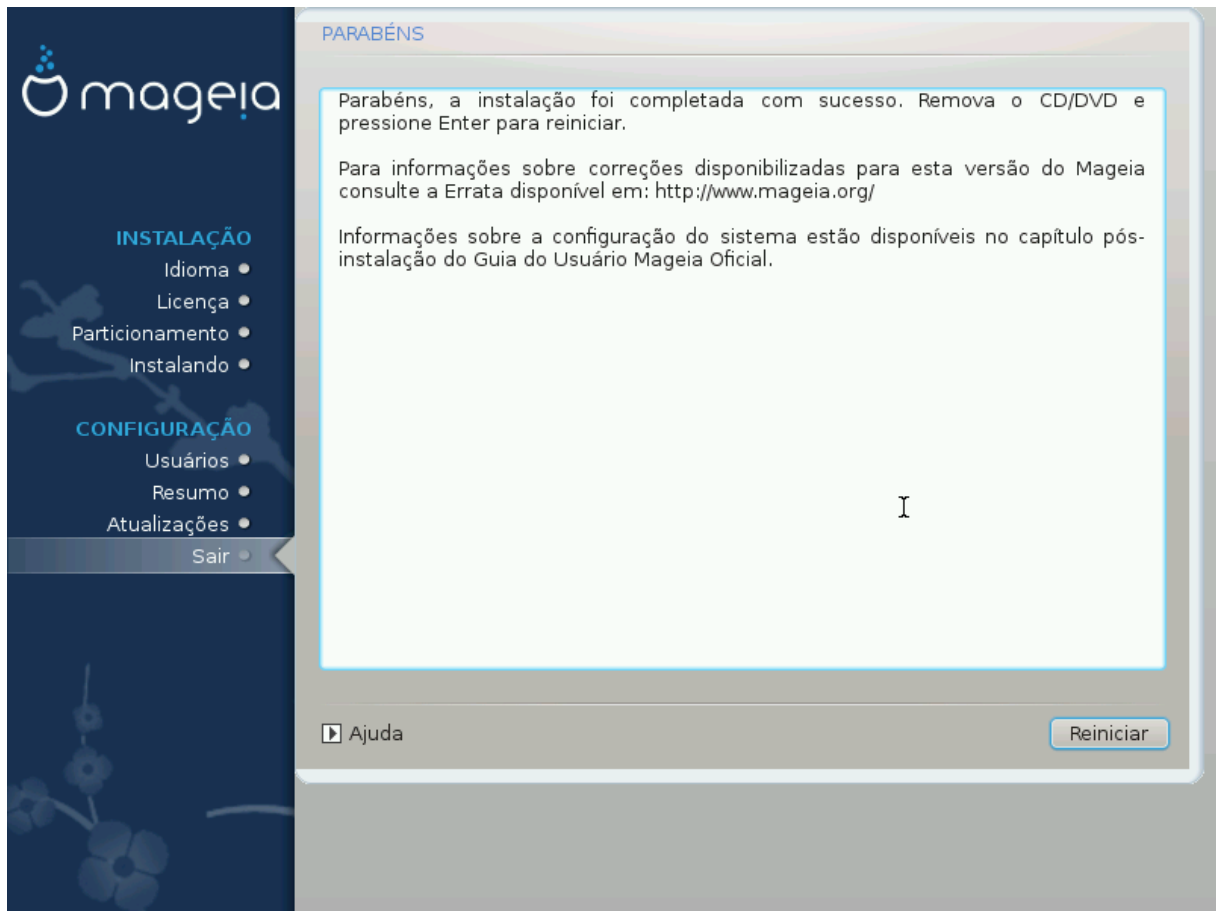 mageia
INSTALAÇÃO
Idioma
Licença
Particionamento
Instalando
CONFIGURAÇÃO
Usuários
Resumo
Atualizações
Sair
PARABÉNS
Parabéns, a instalação foi completada com sucesso. Remova o CD/DVD e
pressione Enter para reiniciar.
Para informações sobre correções disponibilizadas para esta versão do Mageia
consulte a Errata disponível em: http://www.mageia.org/
Informações sobre a configuração do sistema estão disponíveis no capítulo pós-
instalação do Guia do Usuário Mageia Oficial.
Ajuda
Reiniciar